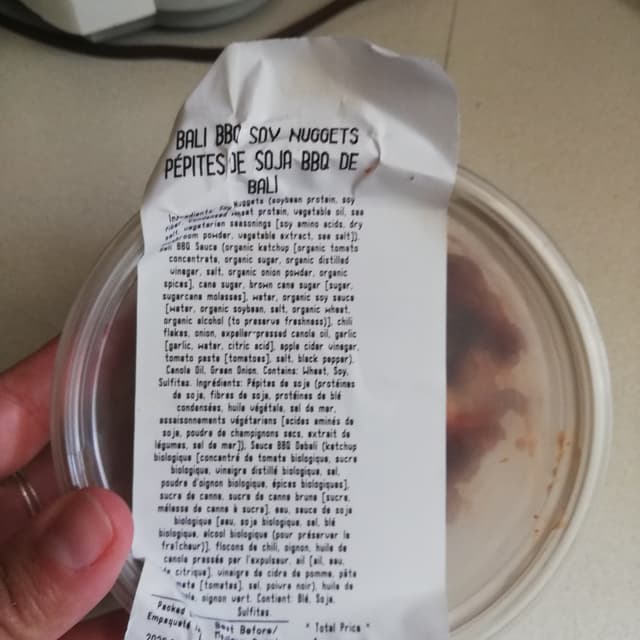 BALI BBQ SOY NUGGETS
PÉPITES DE SOJA BBQ DE
BALI
Ingredients: Soy Nuggets (soybean protein, soy
fiber, condensed wheat protein, vegetable oil, sea
salt, vegetarian seasonings [soy amino acids, dry
mushroom powder, vegetable extract, sea salt]).
BBQ Sauce (organic ketchup [organic tomato
concentrate, organic sugar, organic distilled
vinegar, salt, organic onion powder, organic
spices], cane sugar, brown cane sugar [sugar,
sugarcane molasses], water, organic soy sauce
[water, organic soybean, salt, organic wheat,
organic alcohol (to preserve freshness)], chili
flakes, onion, expeller-pressed canola oil, garlic
[garlic, water, citric acid], apple cider vinegar,
tomato paste [tomatoes], salt, black pepper).
Canola Oil, Green Onion. Contains: Wheat, Soy,
Sulfites. Ingrédients: Pépites de soja (protéines
de soja, fibres de soja, protéines de blé
condensées, huile végétale, sel de mer,
assaisonnements végétariens [acides aminés de
soja, poudre de champignons secs, extrait de
légumes, sel de mer]), Sauce BBQ Debali (ketchup
biologique [concentré de tomate biologique, sucre
biologique, vinaigre distillé biologique, sel,
poudre d'oignon biologique, épices biologiques],
sucre de canne, sucre de canne brune [sucre,
mélasse de canne à sucre], eau, sauce de soja
biologique [eau, soja biologique, sel, blé
biologique, alcool biologique (pour préserver la
fraîcheur)], flocons de chili, oignon, huile de
canola pressée par l'expulseur, ail [ail, eau,
citrique], vinaigre de cidre de pomme, pâte
[tomates], sel, poivre noir), huile de
oignon vert. Contient: Blé, Soja,
Sulfites.
Packed
Empaqueté
Best Before/
* Total Price *